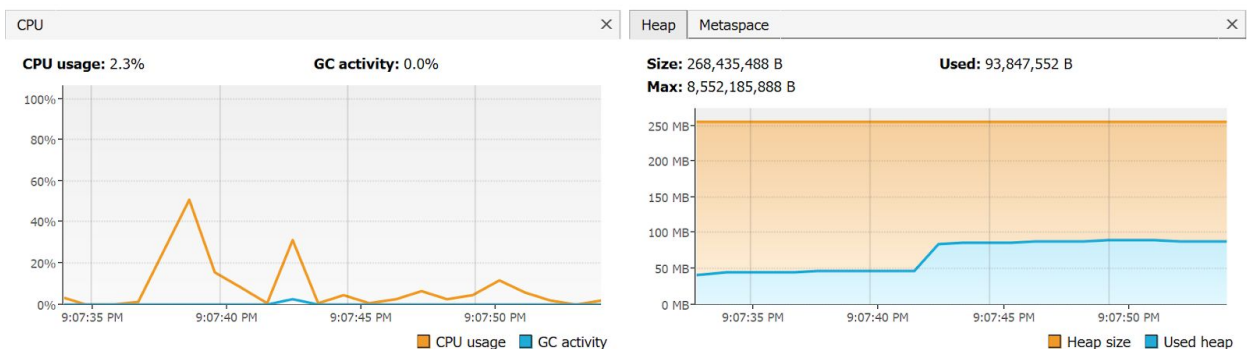 CPU
CPU usage: 2.3% GC activity: 0.0%
100%
80%
60%
40%
20%
0%
9:07:35 PM 9:07:40 PM 9:07:45 PM 9:07:50 PM
CPU usage GC activity
Heap Metaspace
Size: 268,435,488 B Used: 93,847,552 B
Max: 8,552,185,888 B
250 MB
200 MB
150 MB
100 MB
50 MB
0 MB
9:07:35 PM 9:07:40 PM 9:07:45 PM 9:07:50 PM
Heap size Used heap